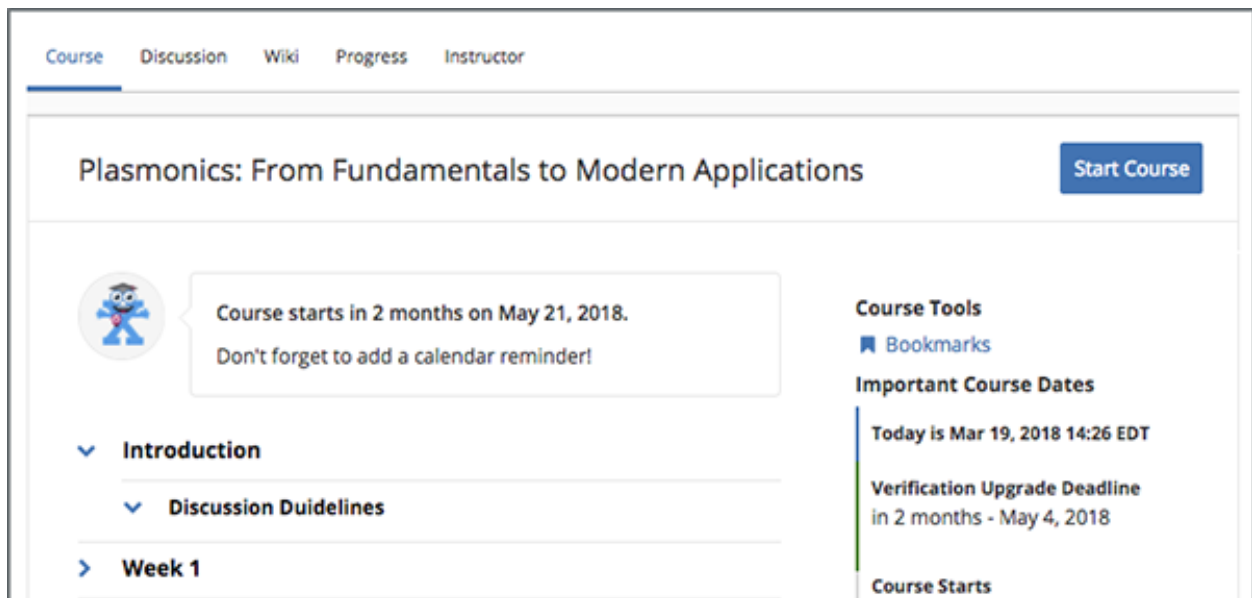 Course Discussion Wiki Progress Instructor
Plasmonics: From Fundamentals to Modern Applications
Start Course
Course starts in 2 months on May 21, 2018.
Don't forget to add a calendar reminder!
Introduction
Discussion Duidelines
Week 1
Course Tools
Bookmarks
Important Course Dates
Today is Mar 19, 2018 14:26 EDT
Verification Upgrade Deadline
in 2 months - May 4, 2018
Course Starts